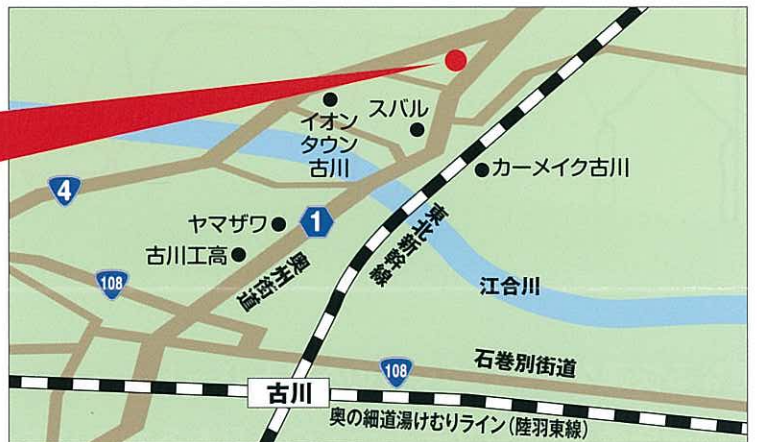 スバル
イオン
タウン
古川
カーメイク古川
4
ヤマザワ
1
古川工高
東北新幹線
奥州街道
108
江合川
石巻別街道
108
古川
奥の細道湯けむりライン(陸羽東線)